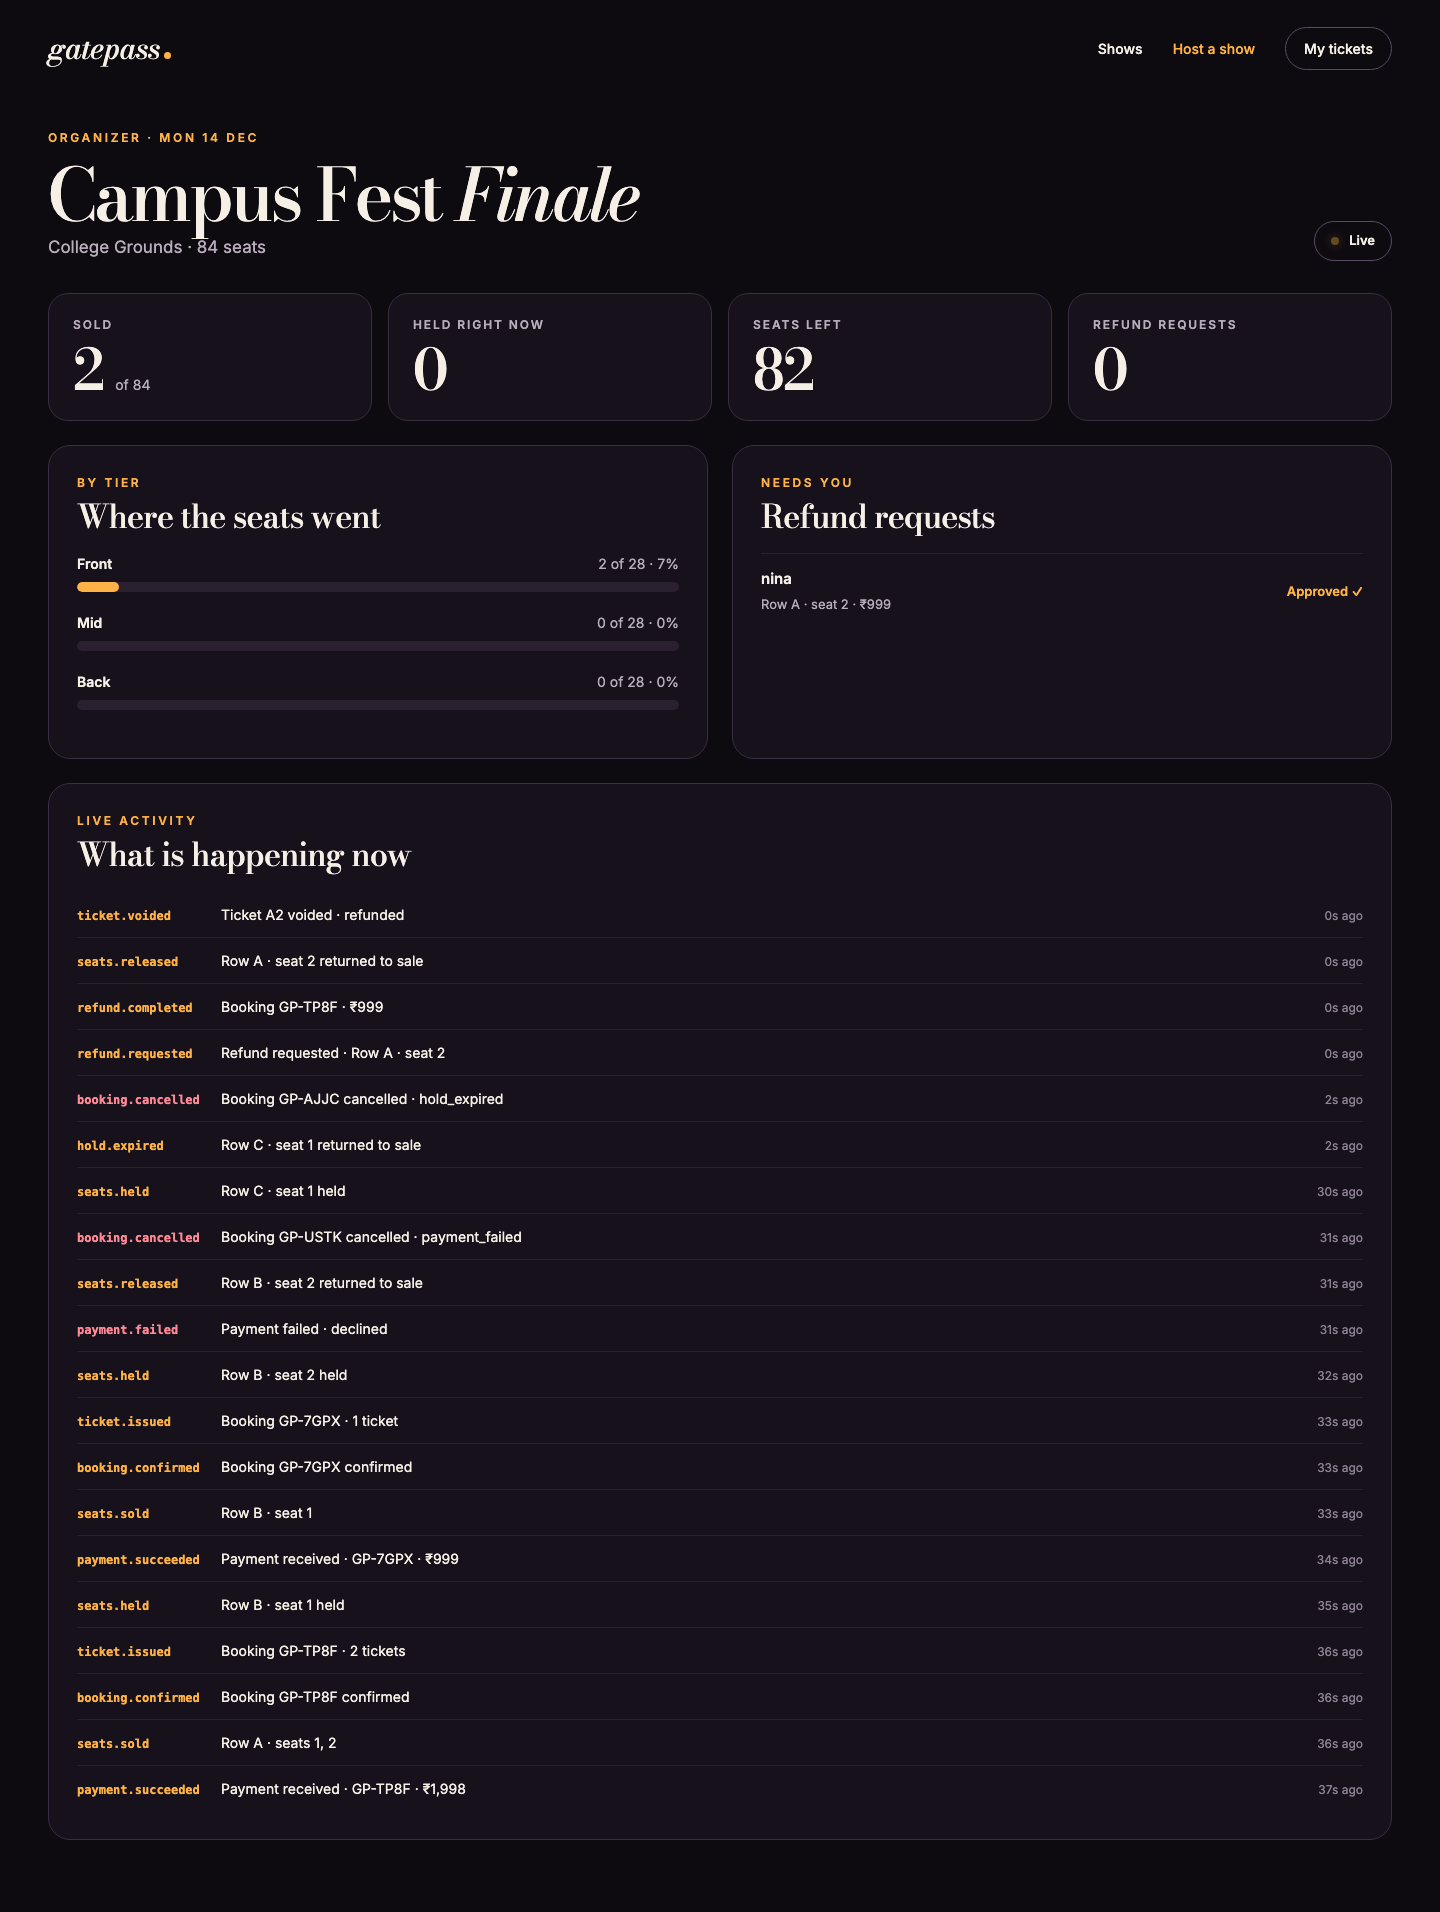 gatepass.
Shows
Host a show
My tickets
ORGANIZER · MON 14 DEC
Campus Fest Finale
College Grounds · 84 seats
Live
SOLD
2 of 84
HELD RIGHT NOW
0
SEATS LEFT
82
REFUND REQUESTS
0
BY TIER
Where the seats went
Front 2 of 28 · 7%
Mid 0 of 28 · 0%
Back 0 of 28 · 0%
NEEDS YOU
Refund requests
nina
Row A · seat 2 · ₹999
Approved ✓
LIVE ACTIVITY
What is happening now
ticket.voided Ticket A2 voided · refunded 0s ago
seats.released Row A · seat 2 returned to sale 0s ago
refund.completed Booking GP-TP8F · ₹999 0s ago
refund.requested Refund requested · Row A · seat 2 0s ago
booking.cancelled Booking GP-AJJC cancelled · hold_expired 2s ago
hold.expired Row C · seat 1 returned to sale 2s ago
seats.held Row C · seat 1 held 30s ago
booking.cancelled Booking GP-USTK cancelled · payment_failed 31s ago
seats.released Row B · seat 2 returned to sale 31s ago
payment.failed Payment failed · declined 31s ago
seats.held Row B · seat 2 held 32s ago
ticket.issued Booking GP-7GPX · 1 ticket 33s ago
booking.confirmed Booking GP-7GPX confirmed 33s ago
seats.sold Row B · seat 1 33s ago
payment.succeeded Payment received · GP-7GPX · ₹999 34s ago
seats.held Row B · seat 1 held 35s ago
ticket.issued Booking GP-TP8F · 2 tickets 36s ago
booking.confirmed Booking GP-TP8F confirmed 36s ago
seats.sold Row A · seats 1, 2 36s ago
payment.succeeded Payment received · GP-TP8F · ₹1,998 37s ago